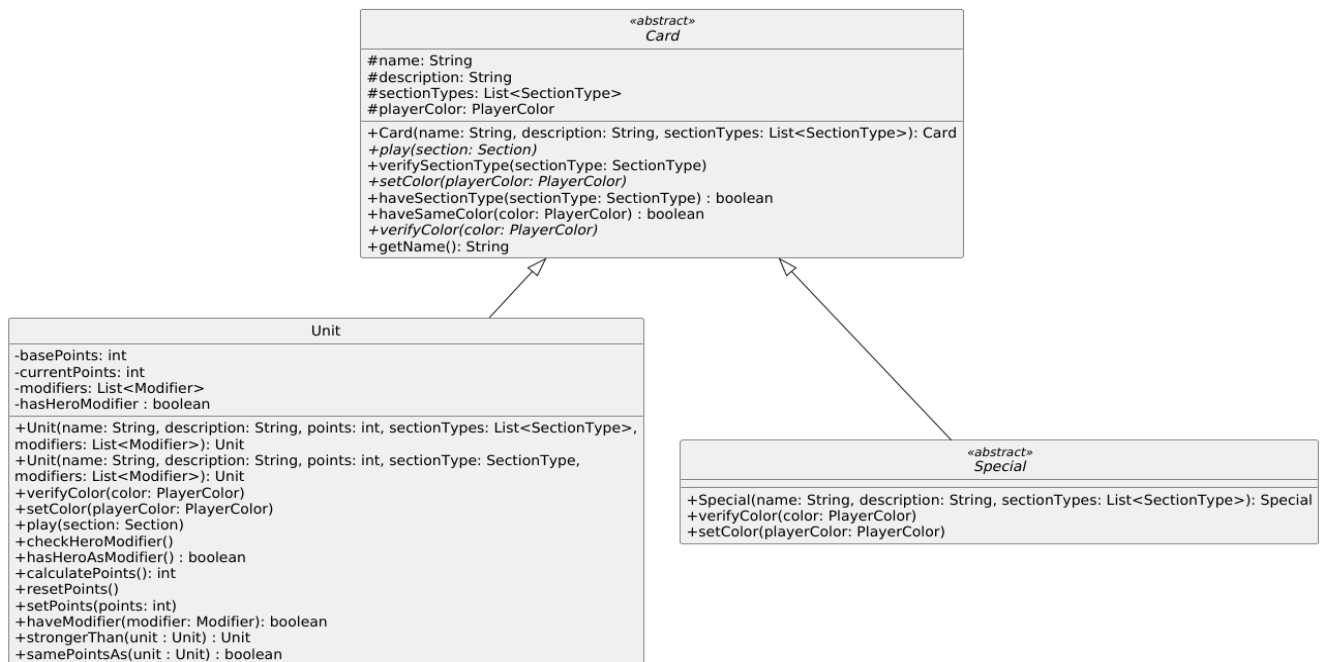 «abstract»
Card
#name: String
#description: String
#sectionTypes: List<SectionType>
#playerColor: PlayerColor
+Card(name: String, description: String, sectionTypes: List<SectionType>): Card
+play(section: Section)
+verifySectionType(sectionType: SectionType)
+setColor(playerColor: PlayerColor)
+haveSectionType(sectionType: SectionType) : boolean
+haveSameColor(color: PlayerColor) : boolean
+verifyColor(color: PlayerColor)
+getName(): String
Unit
-basePoints: int
-currentPoints: int
-modifiers: List<Modifier>
-hasHeroModifier : boolean
+Unit(name: String, description: String, points: int, sectionTypes: List<SectionType>,
modifiers: List<Modifier>): Unit
+Unit(name: String, description: String, points: int, sectionType: SectionType,
modifiers: List<Modifier>): Unit
+verifyColor(color: PlayerColor)
+setColor(playerColor: PlayerColor)
+play(section: Section)
+checkHeroModifier()
+hasHeroAsModifier() : boolean
+calculatePoints(): int
+resetPoints()
+setPoints(points: int)
+haveModifier(modifier: Modifier): boolean
+strongerThan(unit : Unit) : Unit
+samePointsAs(unit : Unit) : boolean
«abstract»
Special
+Special(name: String, description: String, sectionTypes: List<SectionType>): Special
+verifyColor(color: PlayerColor)
+setColor(playerColor: PlayerColor)